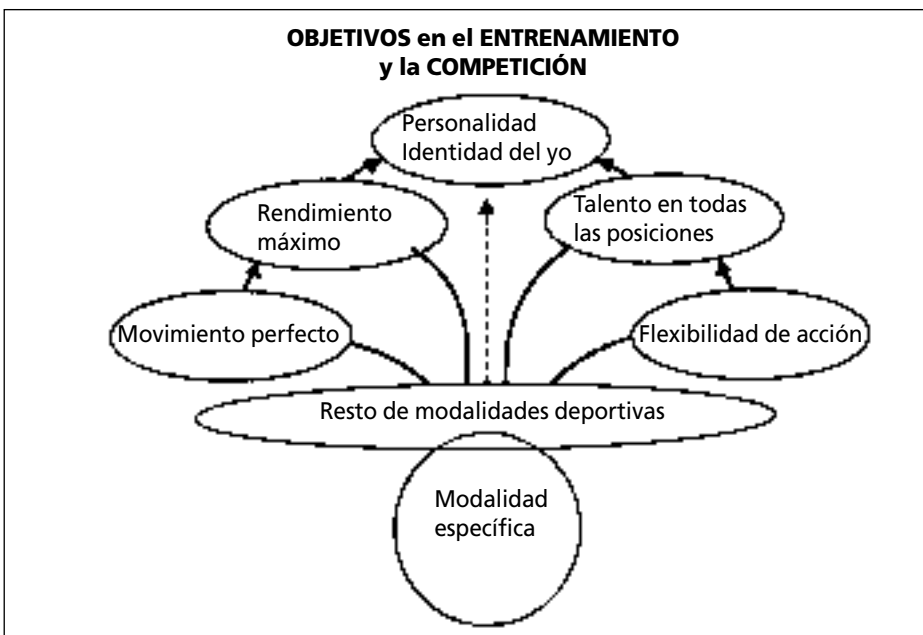 OBJETIVOS en el ENTRENAMIENTO
y la COMPETICIÓN
Personalidad
Identidad del yo
Rendimiento
máximo
Talento en todas
las posiciones
Movimiento perfecto
Flexibilidad de acción
Resto de modalidades deportivas
Modalidad
específica